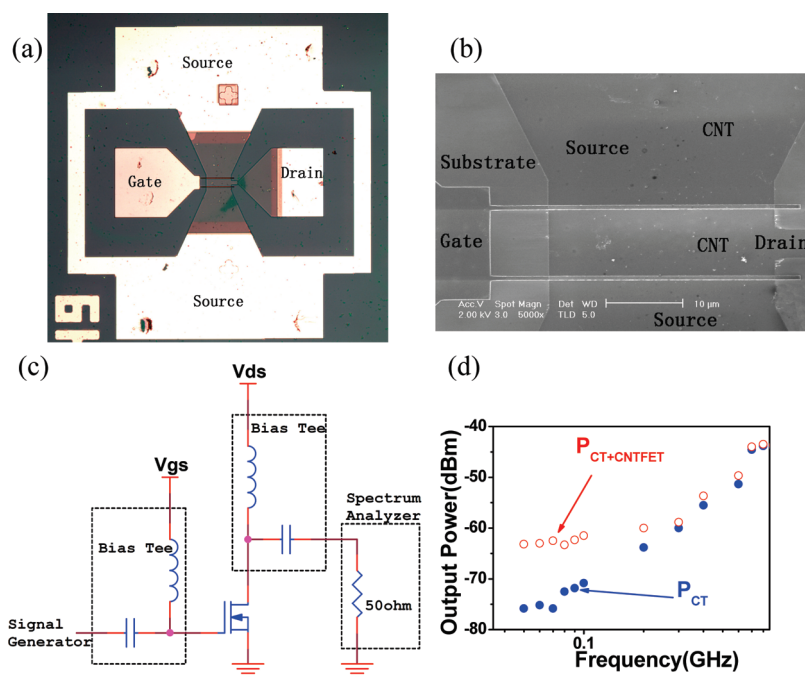 (a)
Source
Gate
Drain
Source
(b)
CNT
Source
Substrate
CNT
Gate
Drain
Acc.V Spot Magn Det WD
2.00 kV 3.0 5000x TLD 5.0
10 μm
Source
(c)
Vds
Bias Tee
Vgs
Bias Tee
Spectrum
Analyzer
50ohm
Signal
Generator
(d)
Output Power(dBm)
-40
-50
-60
-70
-80
PCT+CNTFET
PCT
0.1
Frequency(GHz)